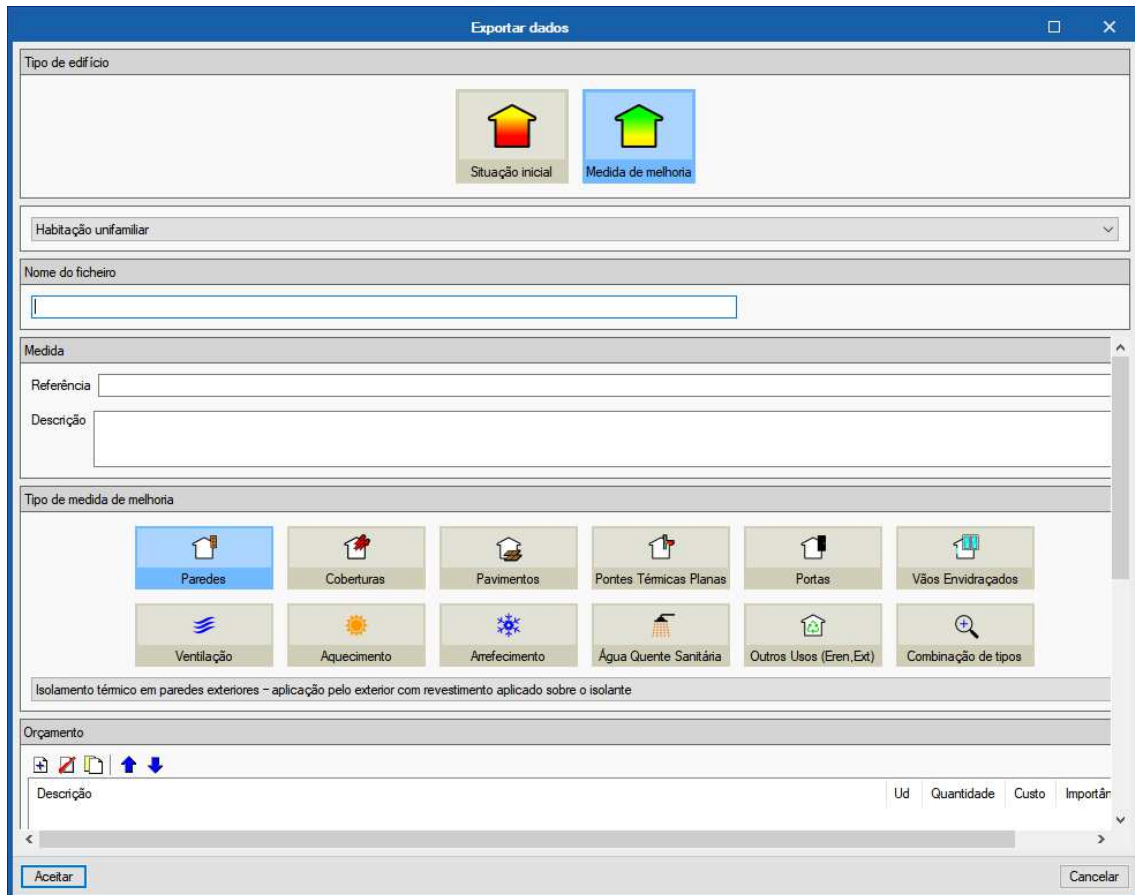 Exportar dados
Tipo de edifício
Situação inicial
Medida de melhoria
Habitação unifamiliar
Nome do ficheiro
Medida
Referência
Descrição
Tipo de medida de melhoria
Paredes
Coberturas
Pavimentos
Pontes Térmicas Planas
Portas
Vãos Envidraçados
Ventilação
Aquecimento
Arrefecimento
Água Quente Sanitária
Outros Usos (Eren,Ext)
Combinação de tipos
Isolamento térmico em paredes exteriores – aplicação pelo exterior com revestimento aplicado sobre o isolante
Orçamento
Descrição Ud Quantidade Custo Importân
Aceitar Cancelar